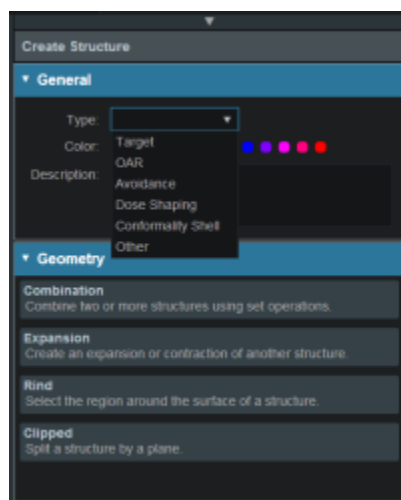 Create Structure
General
Type:
Target
Color:
OAR
Description:
Avoidance
Dose Shaping
Conformality Shell
Other
Geometry
Combination
Combine two or more structures using set operations.
Expansion
Create an expansion or contraction of another structure.
Rind
Select the region around the surface of a structure.
Clipped
Split a structure by a plane.